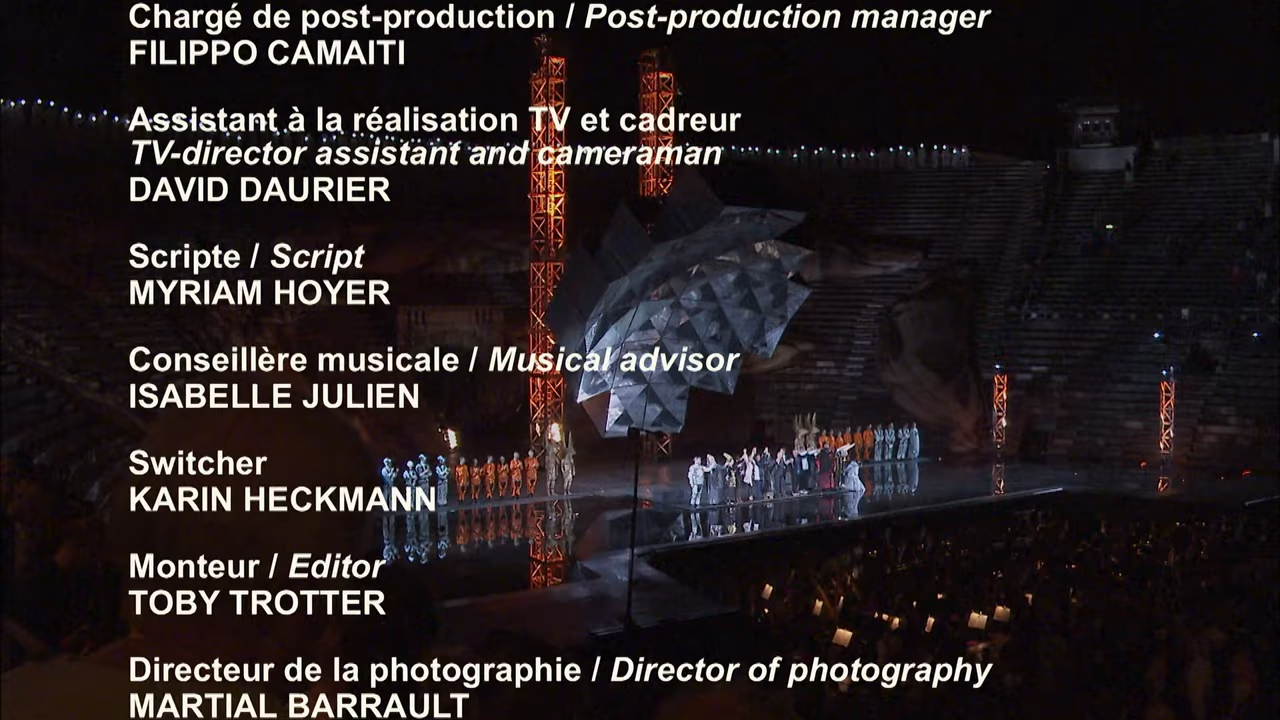 Chargé de post-production / Post-production manager
FILIPPO CAMAITI
Assistant à la réalisation TV et cadreur
TV-director assistant and cameraman
DAVID DAURIER
Scripte / Script
MYRIAM HOYER
Conseillère musicale / Musical advisor
ISABELLE JULIEN
Switcher
KARIN HECKMANN
Monteur / Editor
TOBY TROTTER
Directeur de la photographie / Director of photography
MARTIAL BARRAULT